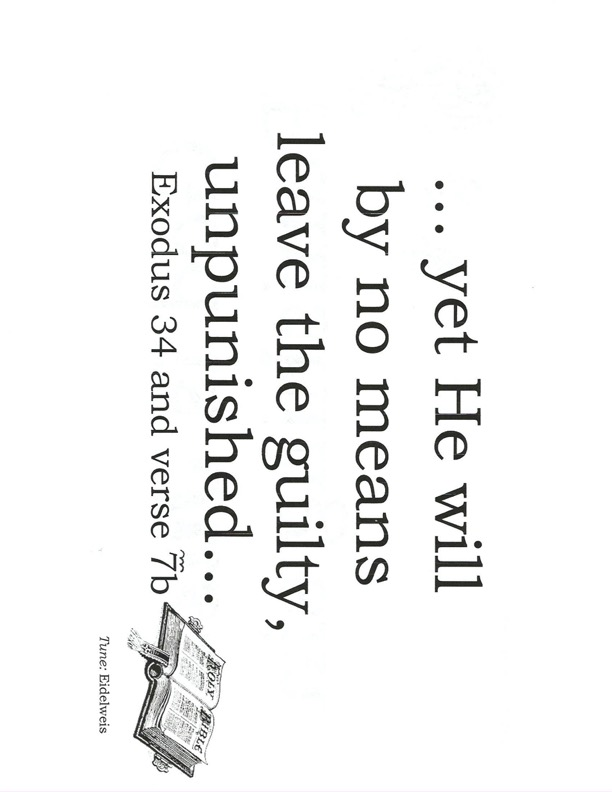 ... yet He will
by no means
leave the guilty,
unpunished...
Exodus 34 and verse 7b
HOLY BIBLE
Tune: Eidelweis